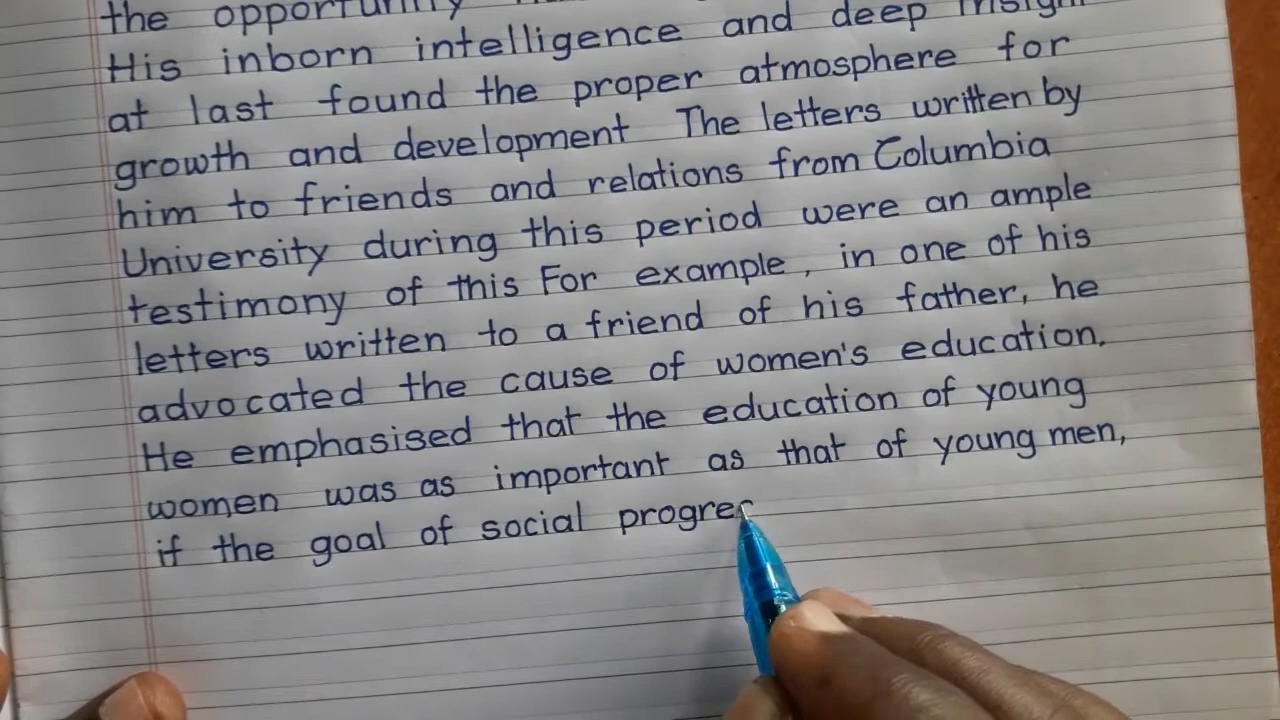 the opportunity
His inborn intelligence and deep insight
at last found the proper atmosphere for
growth and development The letters written by
him to friends and relations from Columbia
University during this period were an ample
testimony of this For example, in one of his
letters written to a friend of his father, he
advocated the cause of women's education.
He emphasised that the education of young
women was as important as that of young men,
if the goal of social progres